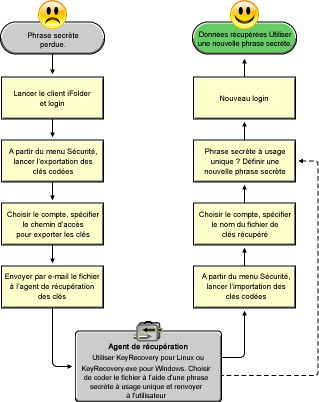 Phrase secrète
perdue.
Lancer le client iFolder
et login
A partir du menu Sécurité,
lancer l'exportation des
clés codées
Choisir le compte, spécifier
le chemin d'accès
pour exporter les clés
Envoyer par e-mail le fichier
à l'agent de récupération
des clés
Agent de récupération
Utiliser KeyRecovery pour Linux ou
KeyRecovery.exe pour Windows. Choisir
de coder le fichier à l'aide d'une phrase
secrète à usage unique et renvoyer
à l'utilisateur
A partir du menu Sécurité,
lancer l'importation des
clés codées
Choisir le compte, spécifier
le nom du fichier de
clés récupéré
Phrase secrète à usage
unique ? Définir une
nouvelle phrase secrète
Nouveau login
Données récupérées Utiliser
une nouvelle phrase secrète